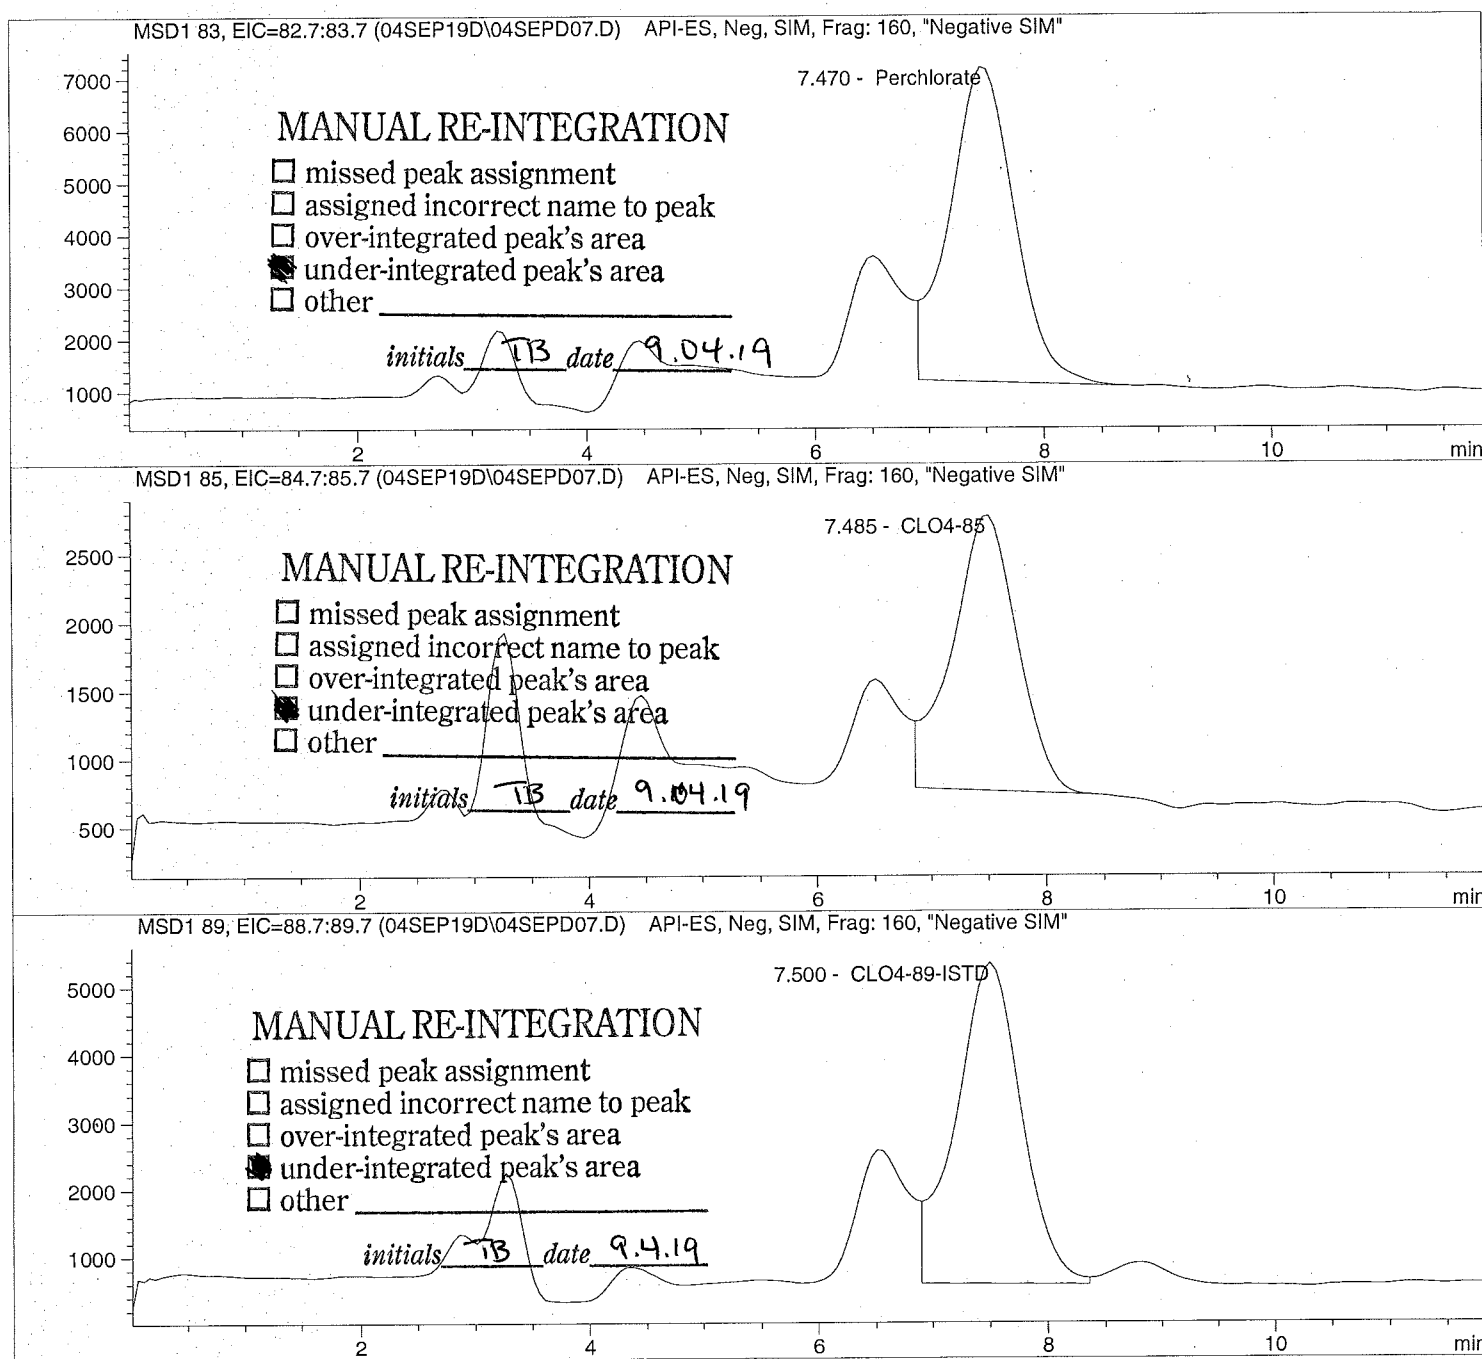 MSD1 83, EIC=82.7:83.7 (04SEP19D\04SEPD07.D) API-ES, Neg, SIM, Frag: 160, "Negative SIM"
7.470 - Perchlorate
7000
6000
5000
4000
3000
2000
1000
MANUAL RE-INTEGRATION
missed peak assignment
assigned incorrect name to peak
over-integrated peak's area
under-integrated peak's area
other
initials TB date 9.04.19
2 4 6 8 10 min
MSD1 85, EIC=84.7:85.7 (04SEP19D\04SEPD07.D) API-ES, Neg, SIM, Frag: 160, "Negative SIM"
7.485 - CLO4-85
2500
2000
1500
1000
500
MANUAL RE-INTEGRATION
missed peak assignment
assigned incorrect name to peak
over-integrated peak's area
under-integrated peak's area
other
initials TB date 9.04.19
2 4 6 8 10 min
MSD1 89, EIC=88.7:89.7 (04SEP19D\04SEPD07.D) API-ES, Neg, SIM, Frag: 160, "Negative SIM"
7.500 - CLO4-89-ISTD
5000
4000
3000
2000
1000
MANUAL RE-INTEGRATION
missed peak assignment
assigned incorrect name to peak
over-integrated peak's area
under-integrated peak's area
other
initials TB date 9.4.19
2 4 6 8 10 min